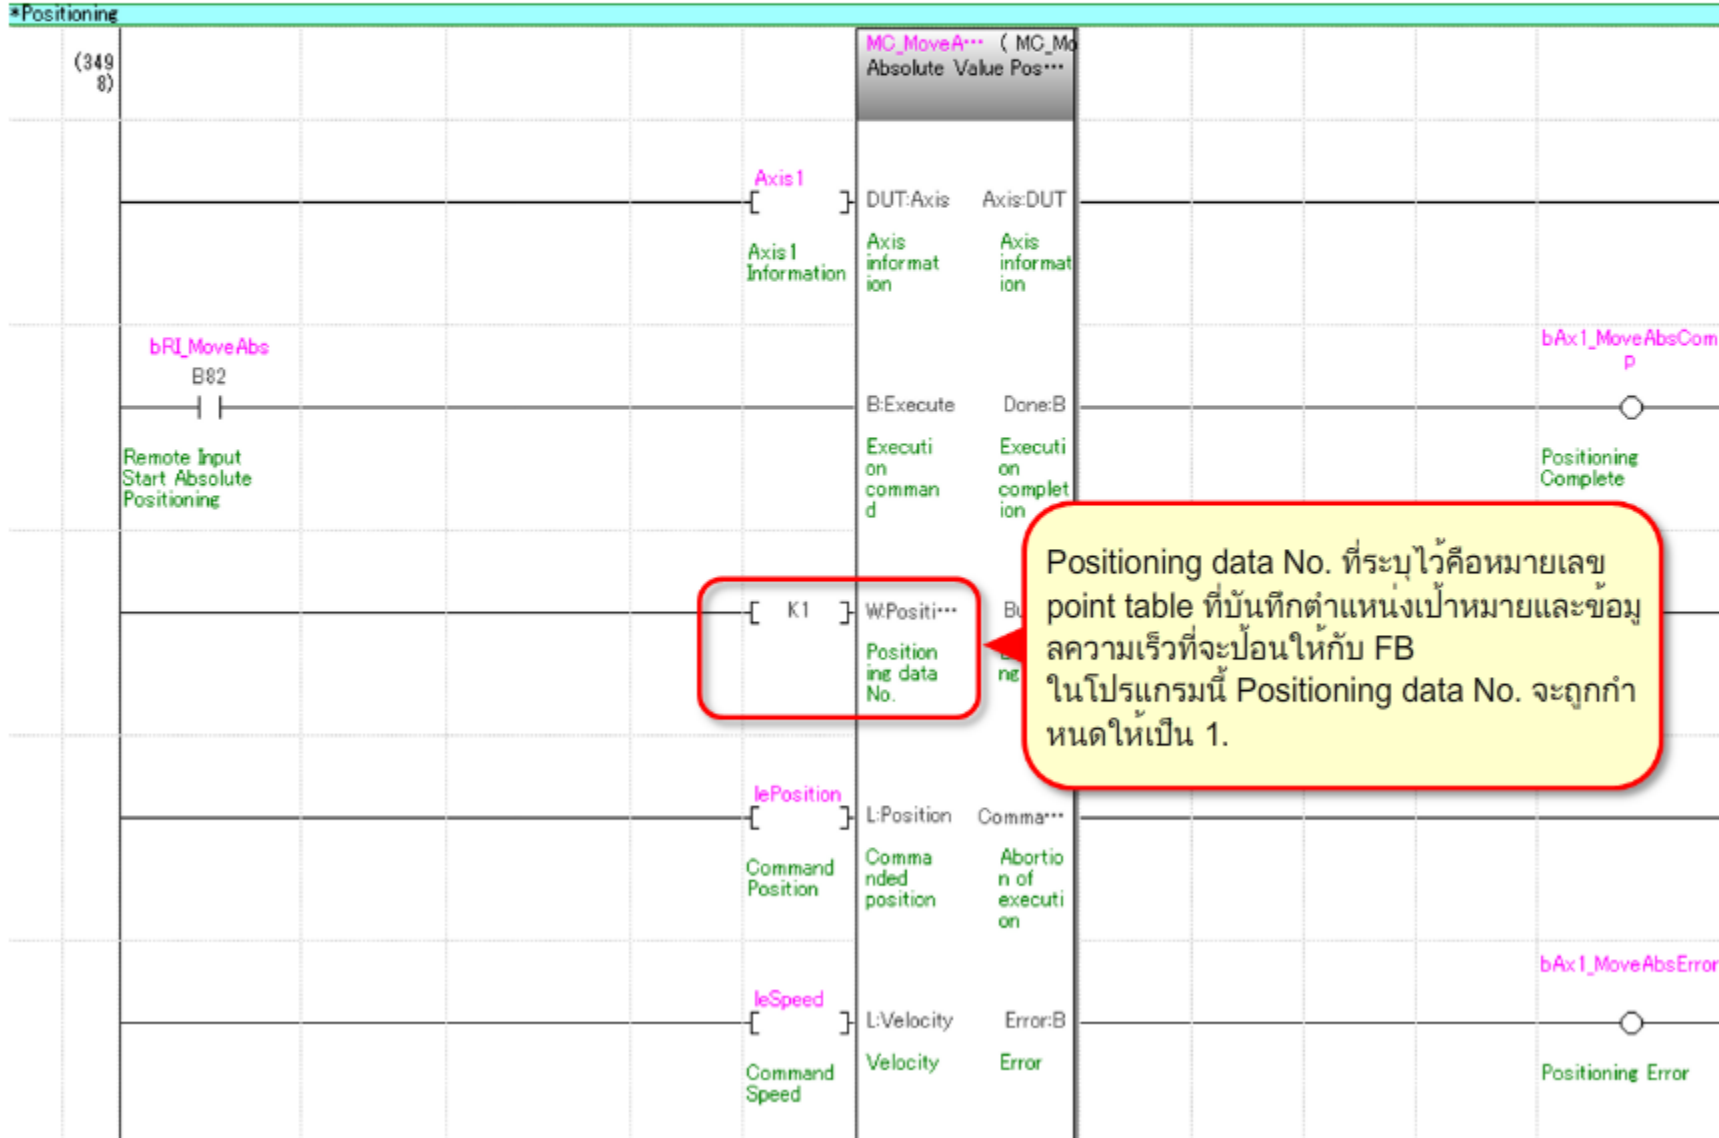 *Positioning
(349
8)
MC_MoveA··· ( MC_Mo
Absolute Value Pos···
Axis1
DUT:Axis Axis:DUT
Axis1
Information
Axis
informat
ion
Axis
informat
ion
bRI_MoveAbs
B82
Remote Input
Start Absolute
Positioning
B:Execute Done:B
Executi
on
comman
d
Executi
on
complet
ion
bAx1_MoveAbsCom
p
Positioning
Complete
K1
W:Positi···
Bu
Position
ing data
No.
ng
Positioning data No. ที่ระบุไว้คือหมายเลข
point table ที่บันทึกตำแหน่งเป้าหมายและข้อมู
ลความเร็วที่จะป้อนให้กับ FB
ในโปรแกรมนี้ Positioning data No. จะถูกกำ
หนดให้เป็น 1.
lePosition
L:Position Comma···
Command
Position
Comma
nded
position
Abortio
n of
executi
on
leSpeed
L:Velocity Error:B
Command
Speed
Velocity
Error
bAx1_MoveAbsError
Positioning Error